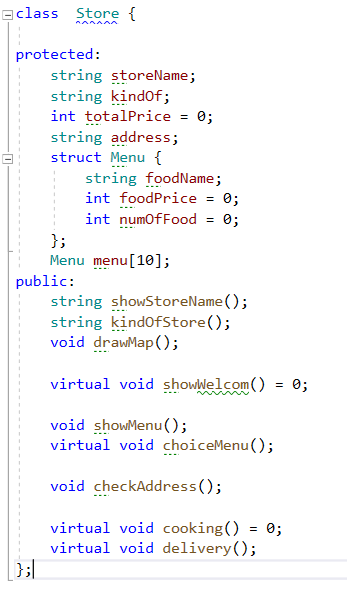 class  Store {
protected:
    string storeName;
    string kindOf;
    int totalPrice = 0;
    string address;
    struct Menu {
        string foodName;
        int foodPrice = 0;
        int numOfFood = 0;
    };
    Menu menu[10];
public:
    string showStoreName();
    string kindOfStore();
    void drawMap();
    virtual void showWelcom() = 0;
    void showMenu();
    virtual void choiceMenu();
    void checkAddress();
    virtual void cooking() = 0;
    virtual void delivery();
};